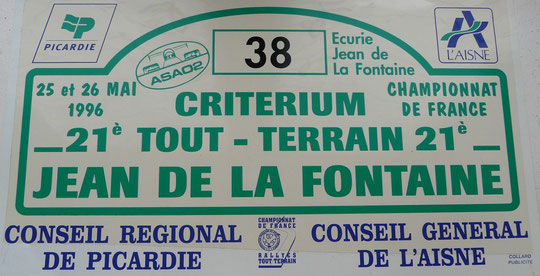 PICARDIE
38
Ecurie
Jean de
La Fontaine
L'AISNE
ASA02
25 et 26 MAI
1996
CRITERIUM
CHAMPIONNAT
DE FRANCE
21è TOUT - TERRAIN 21è
JEAN DE LA FONTAINE
CONSEIL REGIONAL
DE PICARDIE
CHAMPIONNAT
DE FRANCE
RALLYES
TOUT TERRAIN
CONSEIL GENERAL
DE L'AISNE
COLLARD
PUBLICITE